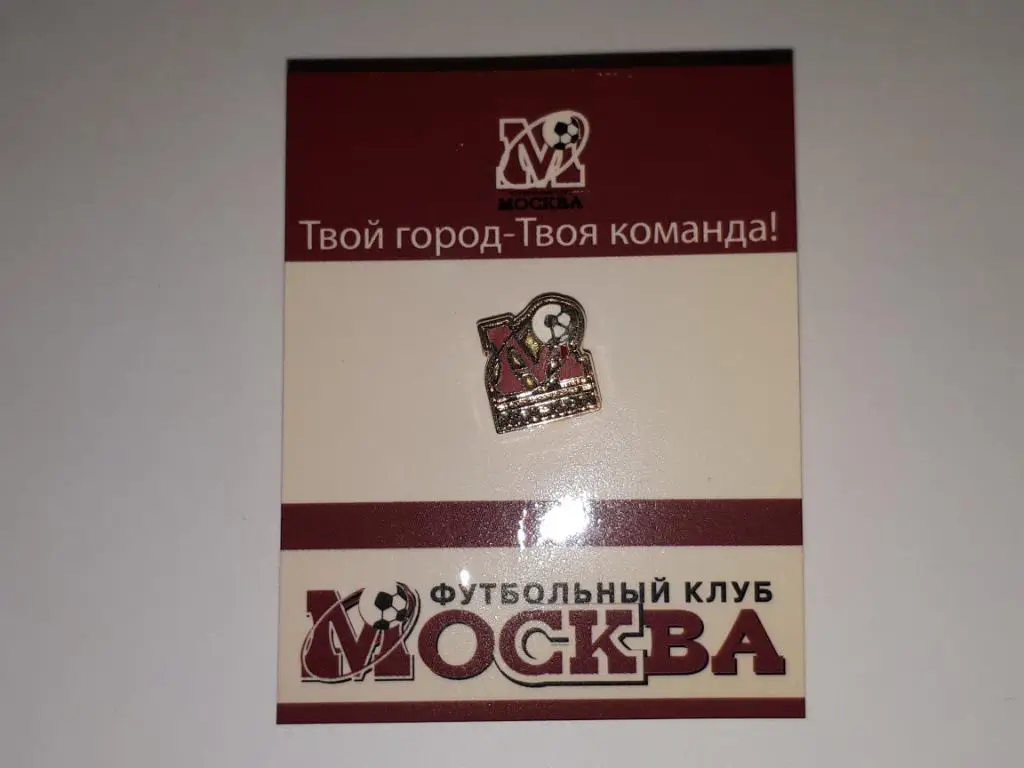 МОСКВА
Твой город-Твоя команда!
ФУТБОЛЬНЫЙ КЛУБ
МОСКВА